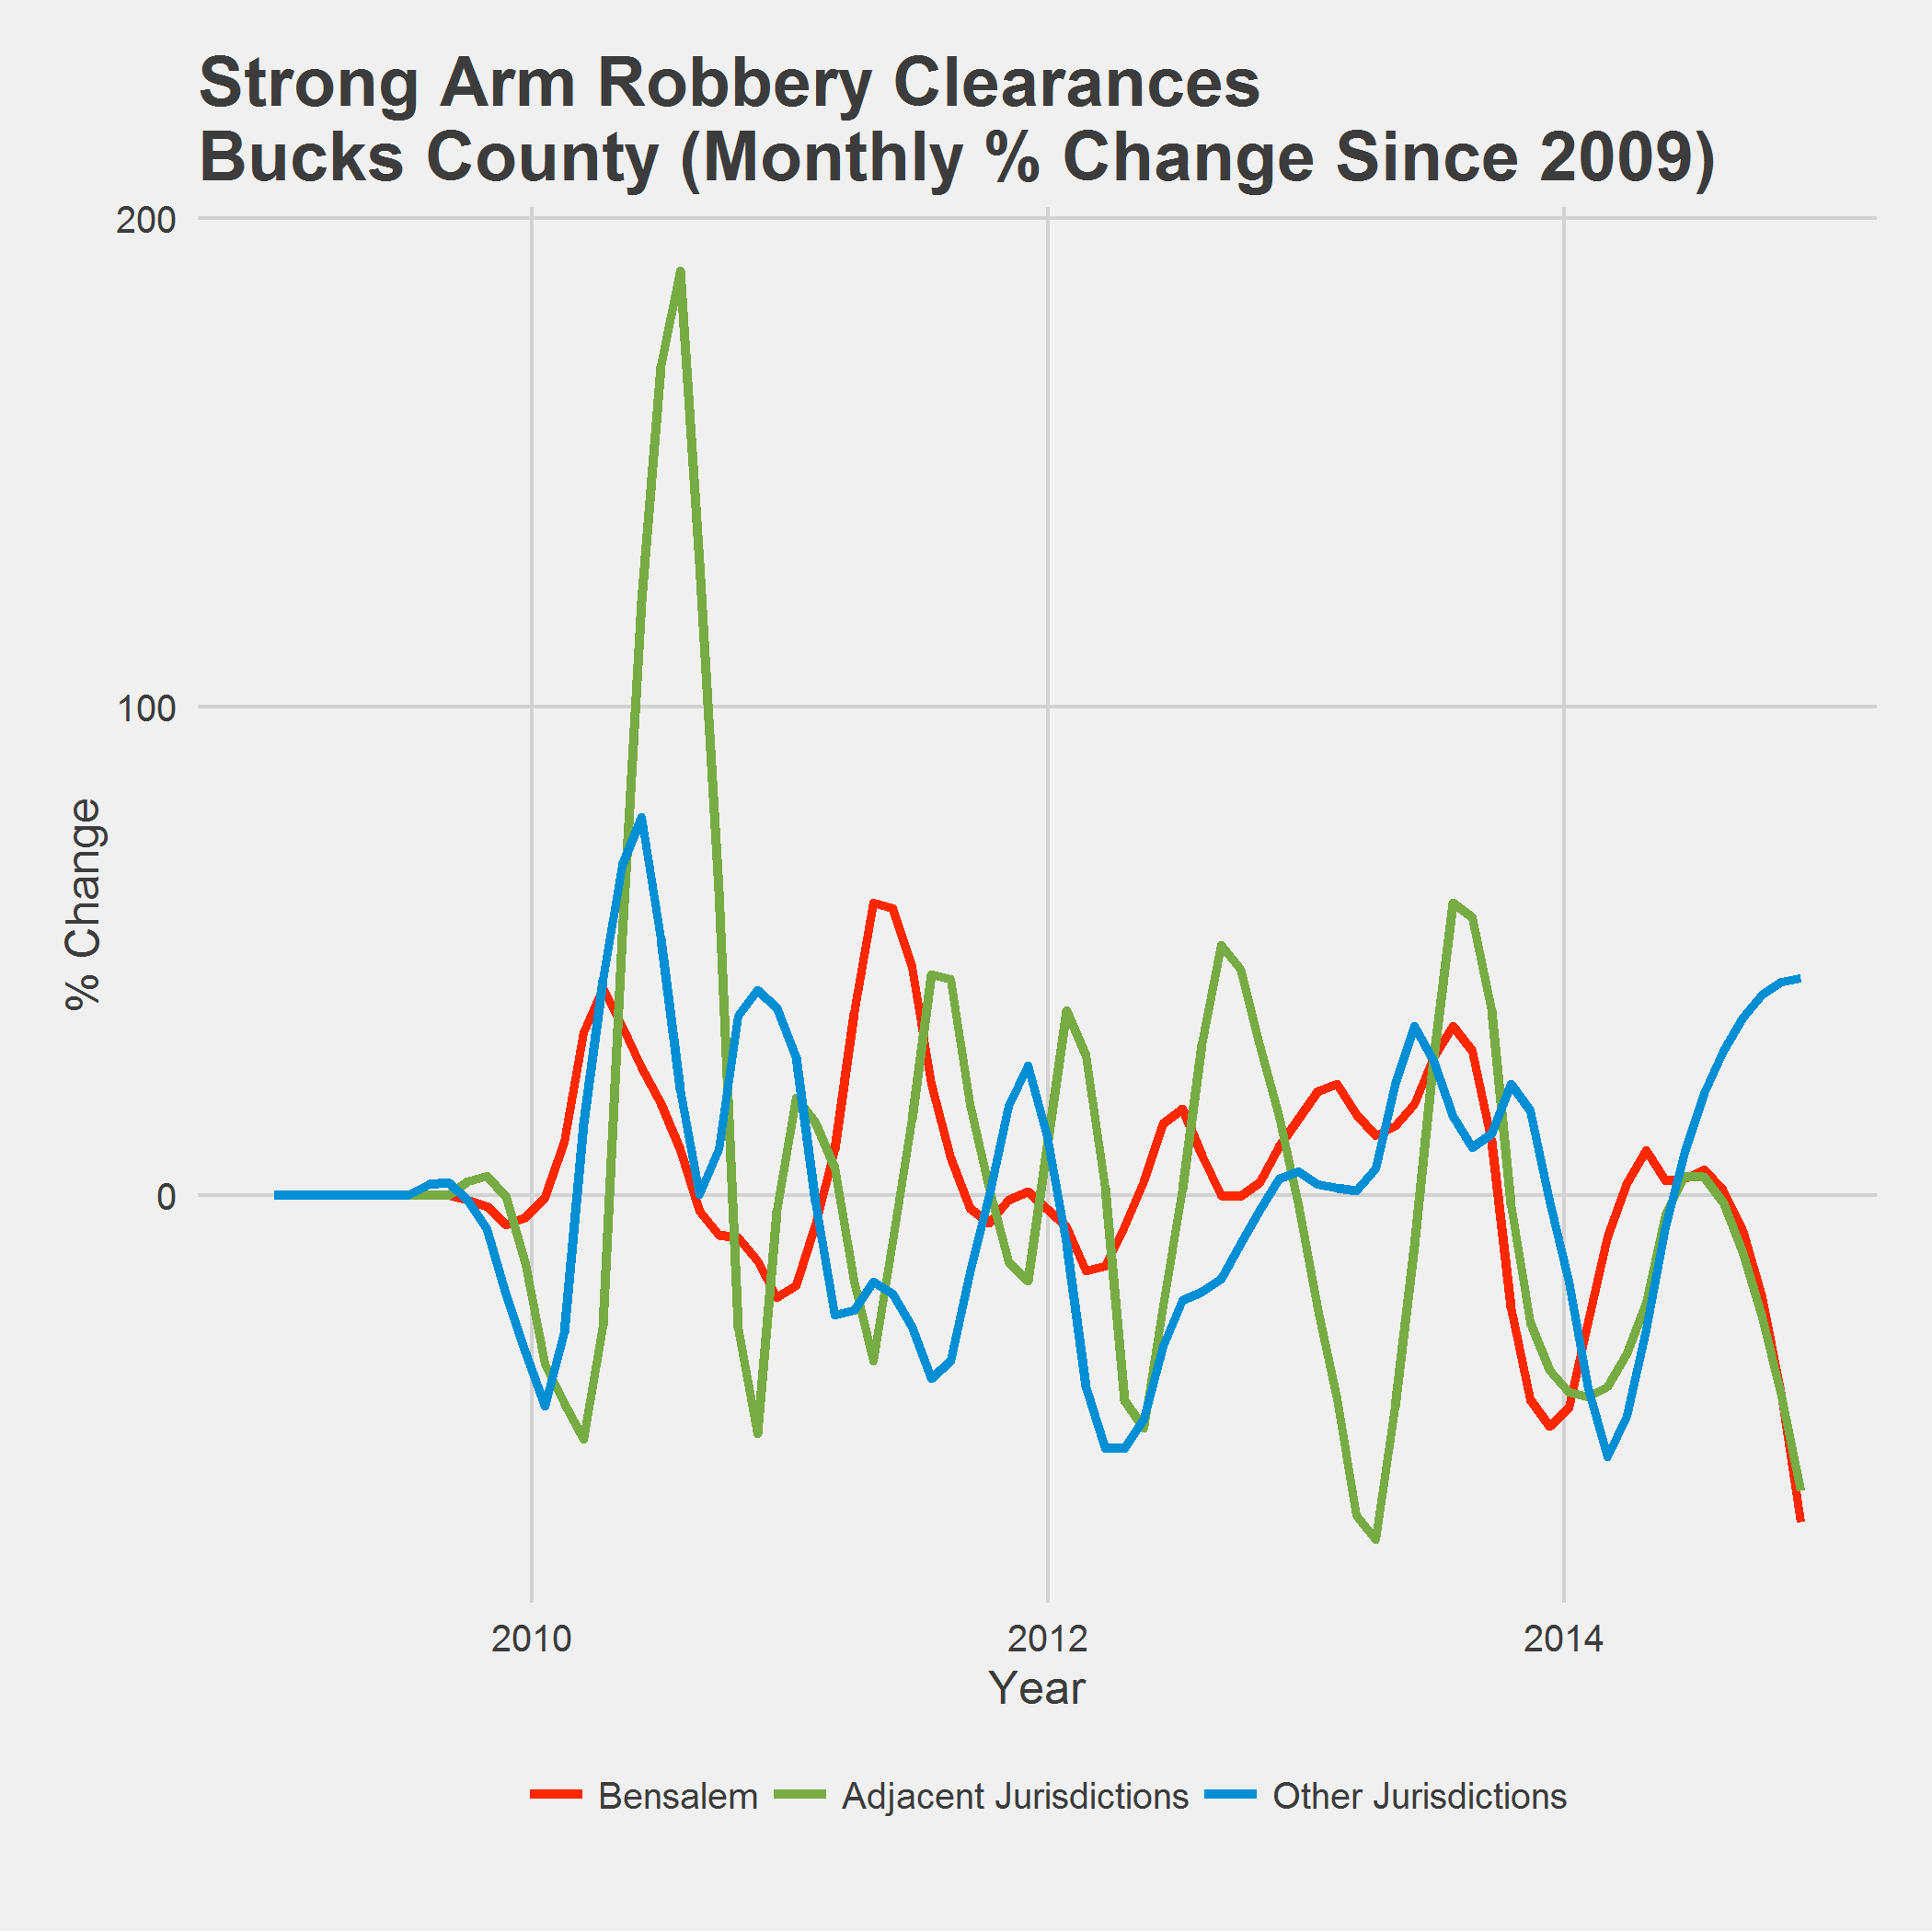 Strong Arm Robbery Clearances
Bucks County (Monthly % Change Since 2009)
200
100
0
% Change
2010 2012 2014
Year
Bensalem Adjacent Jurisdictions Other Jurisdictions